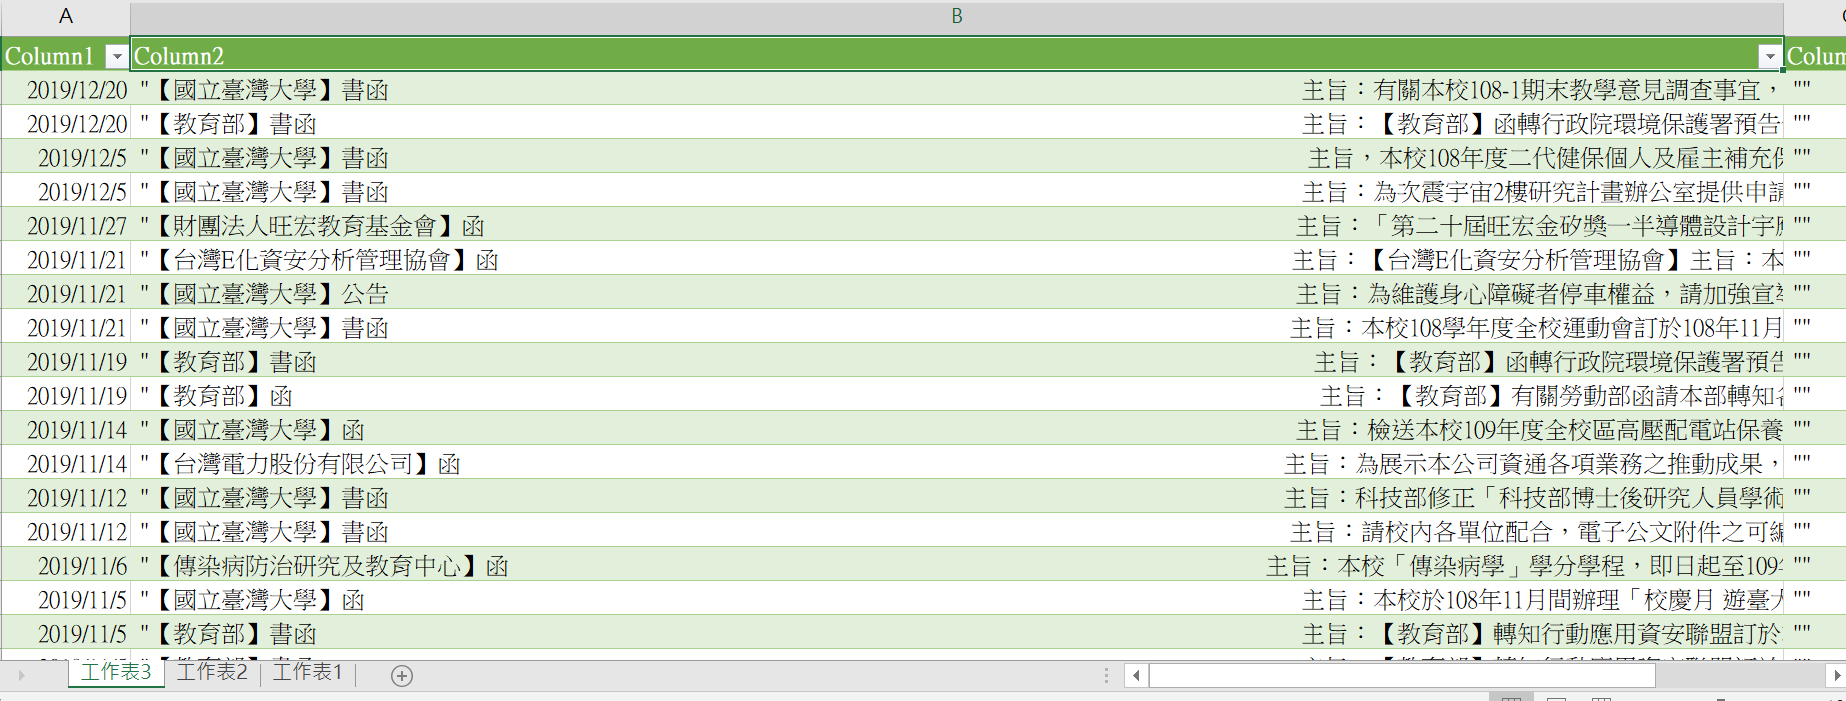 A B
Column1 Column2 Colum
2019/12/20 "【國立臺灣大學】書函 主旨：有關本校108-1期末教學意見調查事宜， ""
2019/12/20 "【教育部】書函 主旨：【教育部】函轉行政院環境保護署預告 ""
2019/12/5 "【國立臺灣大學】書函 主旨，本校108年度二代健保個人及雇主補充保 ""
2019/12/5 "【國立臺灣大學】書函 主旨：為次震宇宙2樓研究計畫辦公室提供申請 ""
2019/11/27 "【財團法人旺宏教育基金會】函 主旨：「第二十屆旺宏金矽獎—半導體設計宇應 ""
2019/11/21 "【台灣E化資安分析管理協會】函 主旨：【台灣E化資安分析管理協會】主旨：本 ""
2019/11/21 "【國立臺灣大學】公告 主旨：為維護身心障礙者停車權益，請加強宣導 ""
2019/11/21 "【國立臺灣大學】書函 主旨：本校108學年度全校運動會訂於108年11月 ""
2019/11/19 "【教育部】書函 主旨：【教育部】函轉行政院環境保護署預告 ""
2019/11/19 "【教育部】函 主旨：【教育部】有關勞動部函請本部轉知 ""
2019/11/14 "【國立臺灣大學】函 主旨：檢送本校109年度全校區高壓配電站保養 ""
2019/11/14 "【台灣電力股份有限公司】函 主旨：為展示本公司資通各項業務之推動成果， ""
2019/11/12 "【國立臺灣大學】書函 主旨：科技部修正「科技部博士後研究人員學術 ""
2019/11/12 "【國立臺灣大學】書函 主旨：請校內各單位配合，電子公文附件之可編 ""
2019/11/6 "【傳染病防治研究及教育中心】函 主旨：本校「傳染病學」學分學程，即日起至109 ""
2019/11/5 "【國立臺灣大學】函 主旨：本校於108年11月間辦理「校慶月 遊臺大 ""
2019/11/5 "【教育部】書函 主旨：【教育部】轉知行動應用資安聯盟訂於 ""
工作表3 工作表2 工作表1